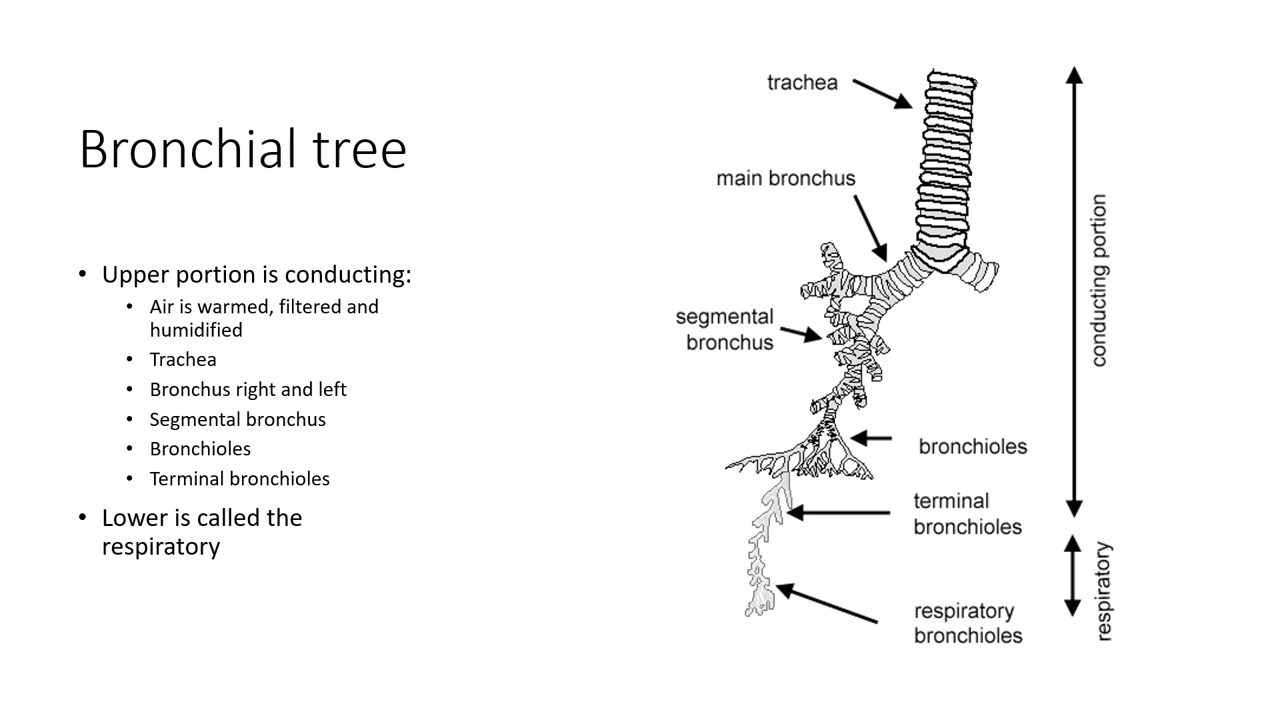 Bronchial tree
• Upper portion is conducting:
• Air is warmed, filtered and
humidified
• Trachea
• Bronchus right and left
• Segmental bronchus
• Bronchioles
• Terminal bronchioles
• Lower is called the
respiratory
trachea
main bronchus
segmental
bronchus
bronchioles
terminal
bronchioles
respiratory
bronchioles
conducting portion
respiratory